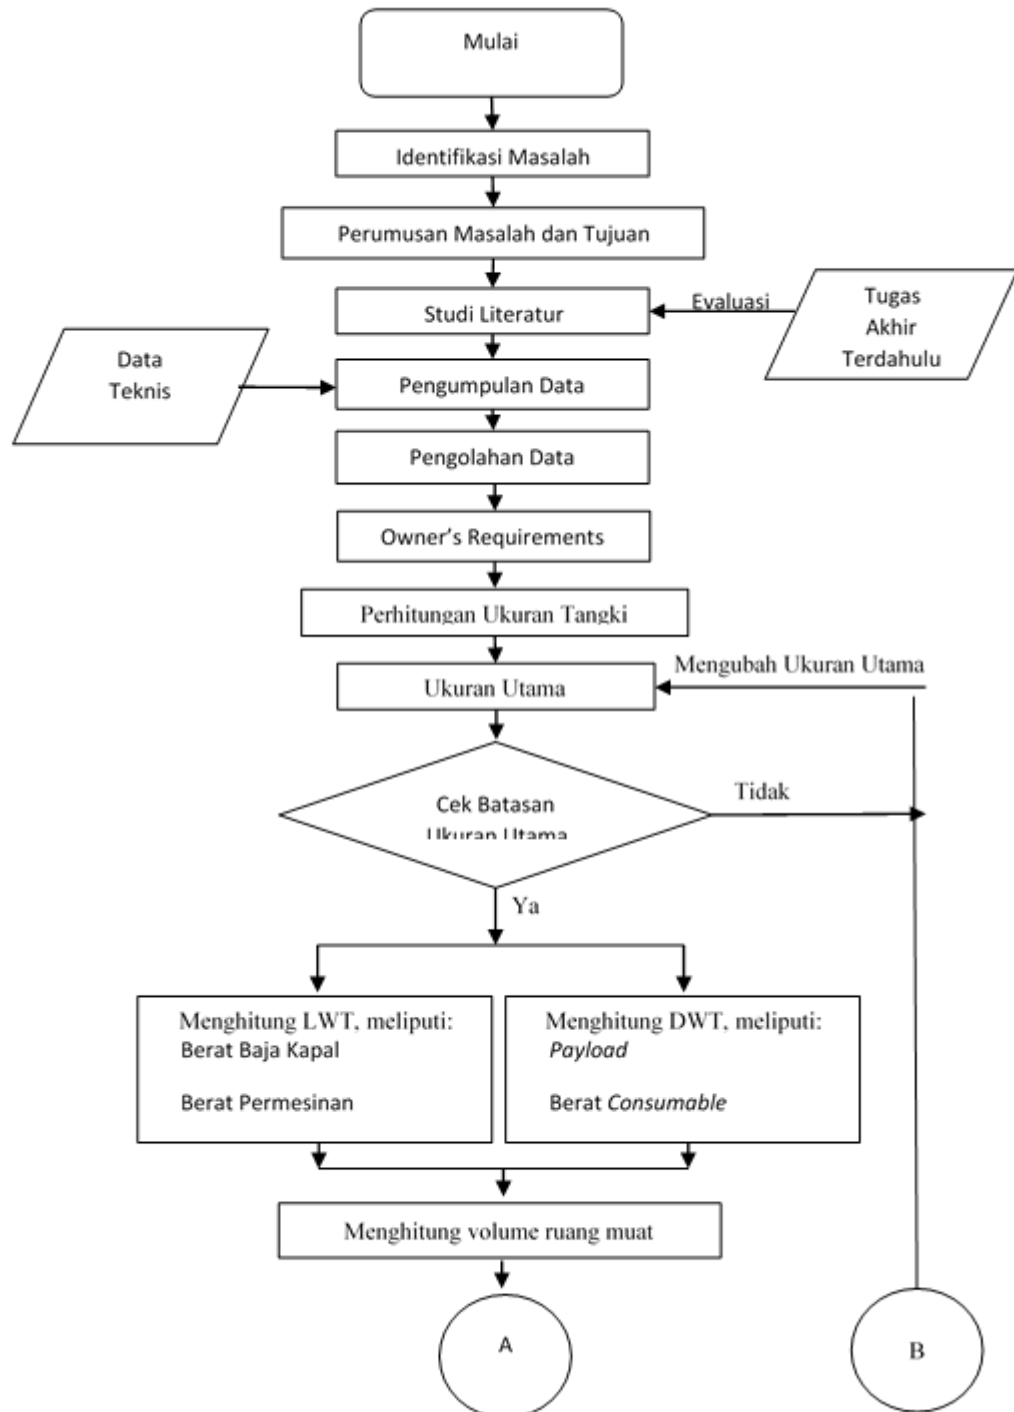 Mulai
Identifikasi Masalah
Perumusan Masalah dan Tujuan
Studi Literatur
Evaluasi
Tugas
Akhir
Terdahulu
Data
Teknis
Pengumpulan Data
Pengolahan Data
Owner’s Requirements
Perhitungan Ukuran Tangki
Mengubah Ukuran Utama
Ukuran Utama
Cek Batasan
Ukuran Utama
Tidak
Ya
Menghitung LWT, meliputi:
Berat Baja Kapal
Berat Permesinan
Menghitung DWT, meliputi:
Payload
Berat Consumable
Menghitung volume ruang muat
A
B